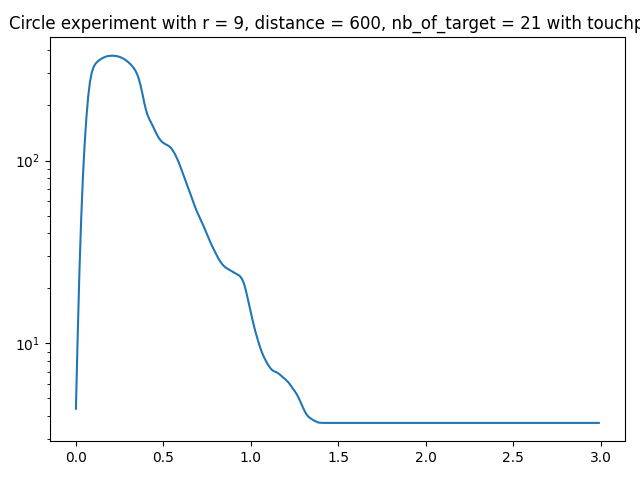 Circle experiment with r = 9, distance = 600, nb_of_target = 21 with touchp
10²
10¹
0.0 0.5 1.0 1.5 2.0 2.5 3.0